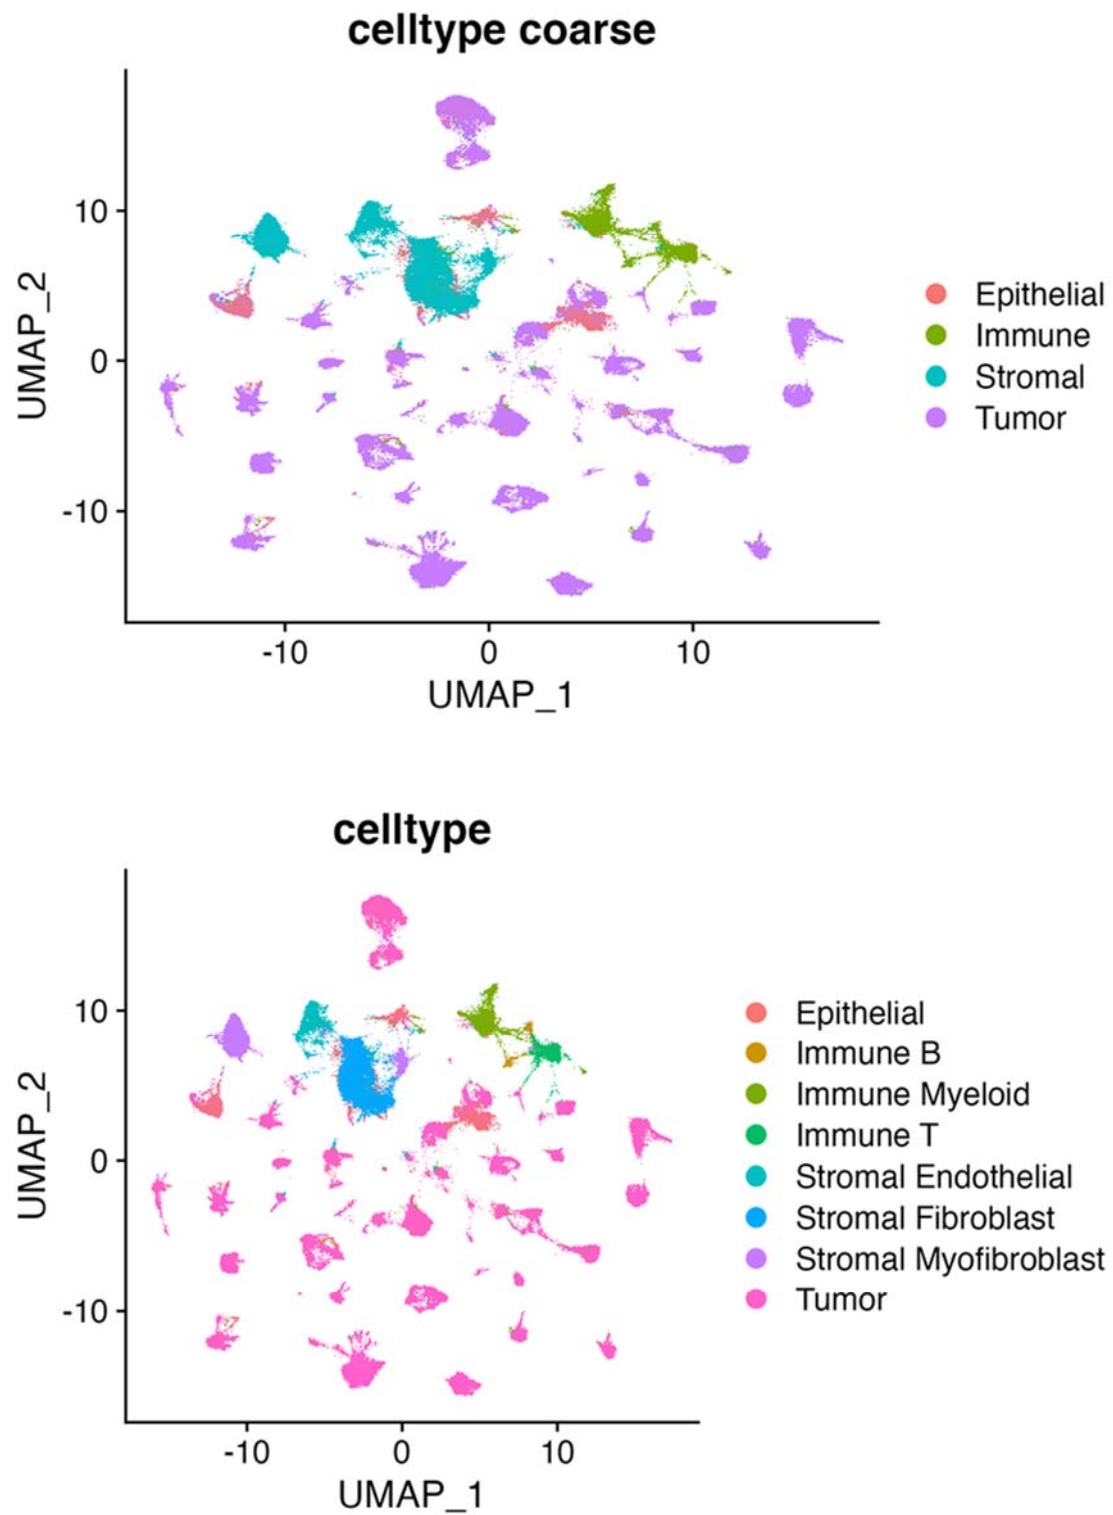 celltype coarse
UMAP_2
10
0
-10
-10
0
10
UMAP_1
Epithelial
Immune
Stromal
Tumor
celltype
UMAP_2
10
0
-10
-10
0
10
UMAP_1
Epithelial
Immune B
Immune Myeloid
Immune T
Stromal Endothelial
Stromal Fibroblast
Stromal Myofibroblast
Tumor